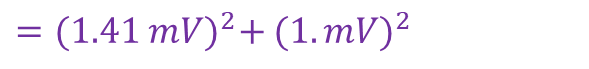 = (1.41 mV)²+ (1. mV)²